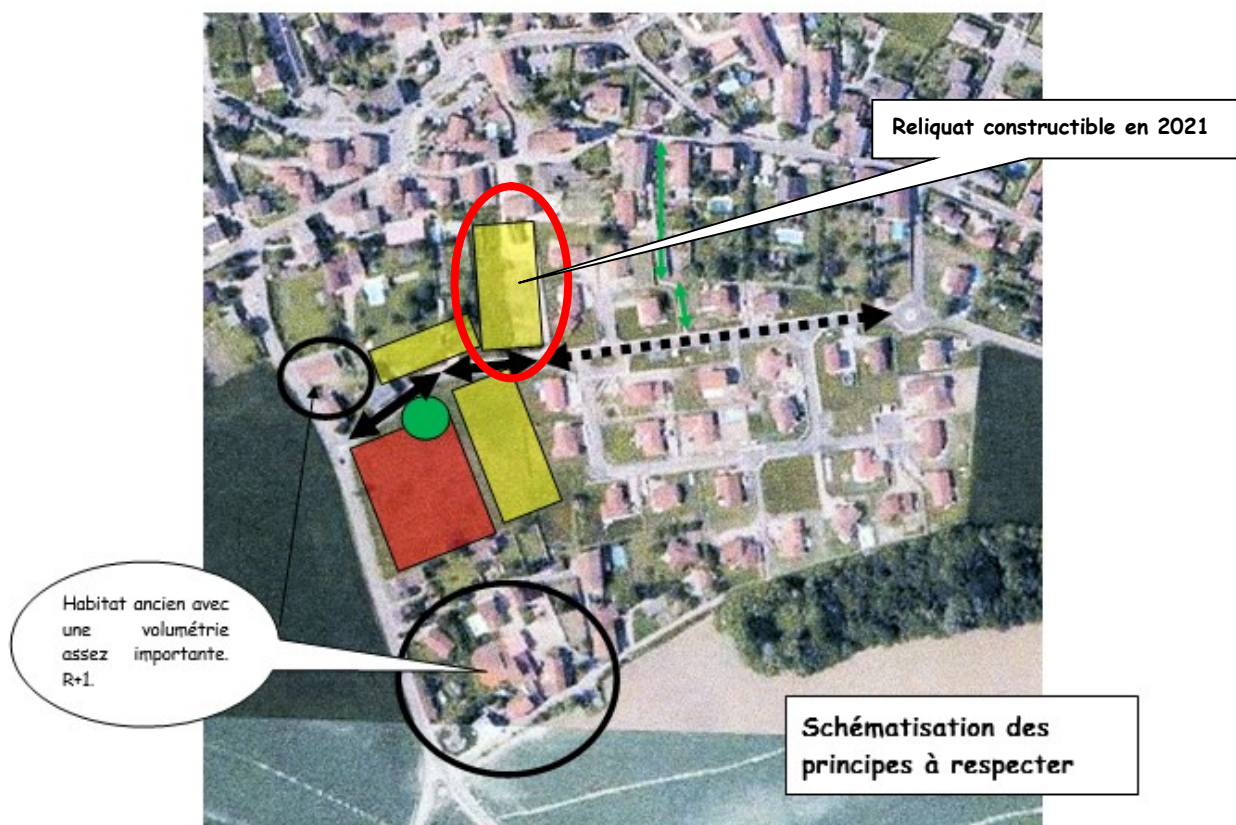 Reliquat constructible en 2021
Habitat ancien avec
une volumétrie
assez importante.
R+1.
Schématisation des
principes à respecter